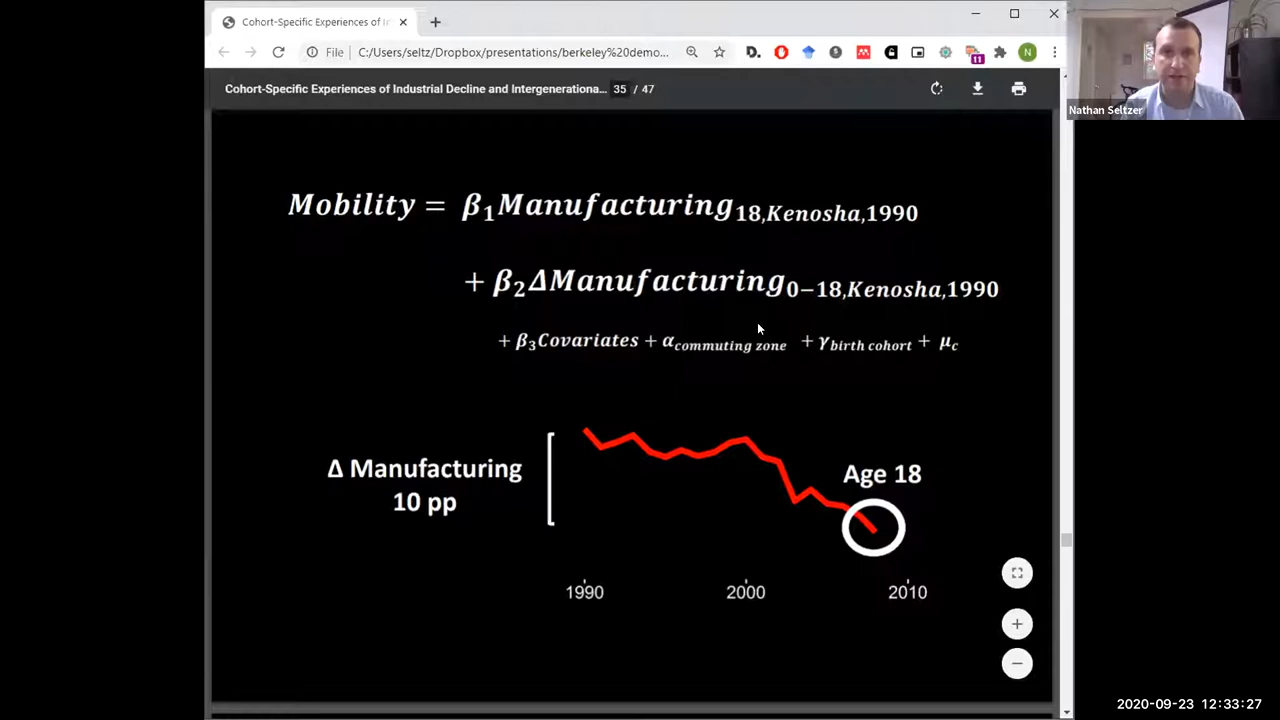 Cohort-Specific Experiences of In
File
C:/Users/seltz/Dropbox/presentations/berkeley%20demo...
11
N
Cohort-Specific Experiences of Industrial Decline and Intergenerationa... 35 / 47
Nathan Seltzer
Mobility = β₁Manufacturing₁₈,Kenosha,1990
+ β₂ΔManufacturing₀₋₁₈,Kenosha,1990
+ β₃Covariates + αcommuting zone + γbirth cohort + μc
Δ Manufacturing
10 pp
Age 18
1990 2000 2010
2020-09-23 12:33:27